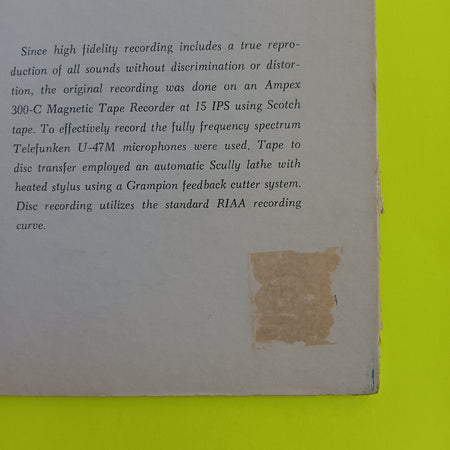 Since high fidelity recording includes a true repro-
duction of all sounds without discrimination or distor-
tion, the original recording was done on an Ampex
300-C Magnetic Tape Recorder at 15 IPS using Scotch
tape. To effectively record the fully frequency spectrum
Telefunken U-47M microphones were used. Tape to
disc transfer employed an automatic Scully lathe with
heated stylus using a Grampion feedback cutter system.
Disc recording utilizes the standard RIAA recording
curve.